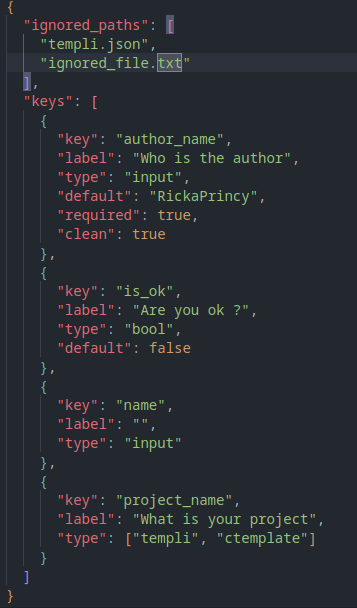 {
  "ignored_paths": [
    "templi.json",
    "ignored_file.txt"
  ],
  "keys": [
    {
      "key": "author_name",
      "label": "Who is the author",
      "type": "input",
      "default": "RickaPrincy",
      "required": true,
      "clean": true
    },
    {
      "key": "is_ok",
      "label": "Are you ok ?",
      "type": "bool",
      "default": false
    },
    {
      "key": "name",
      "label": "",
      "type": "input"
    },
    {
      "key": "project_name",
      "label": "What is your project",
      "type": ["templi", "ctemplate"]
    }
  ]
}